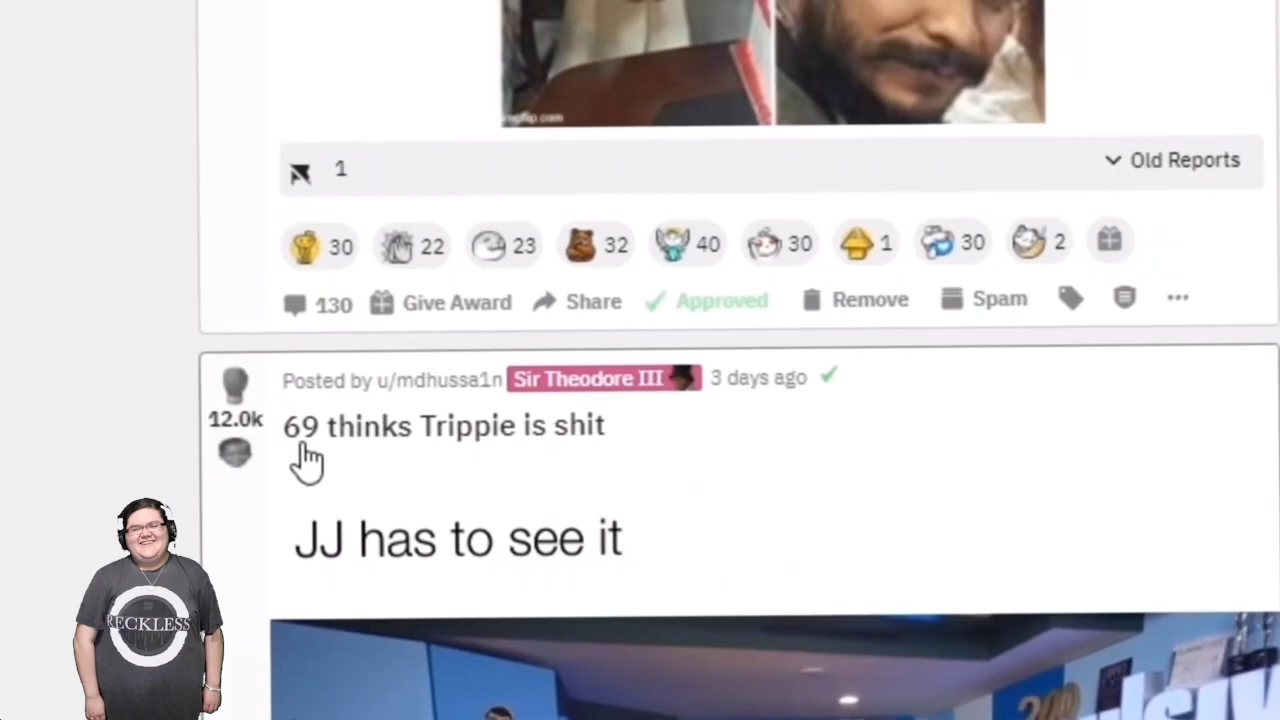 1
Old Reports
30 22 23 32 40 30 1 30 2
130 Give Award Share Approved Remove Spam
Posted by u/mdhussa1n Sir Theodore III 3 days ago
12.0k
69 thinks Trippie is shit
JJ has to see it
RECKLESS